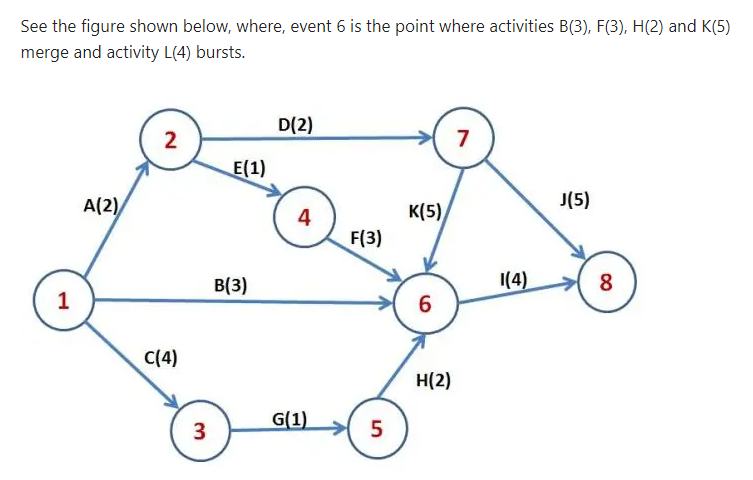 See the figure shown below, where, event 6 is the point where activities B(3), F(3), H(2) and K(5)
merge and activity L(4) bursts.
D(2)
2
7
E(1)
A(2)
J(5)
4
K(5)
F(3)
B(3)
I(4)
8
1
6
C(4)
H(2)
G(1)
3
5